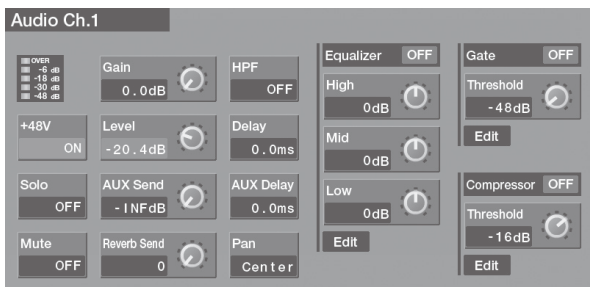 Audio Ch.1
OVER
-6 dB
-18 dB
-30 dB
-48 dB
Gain
0.0dB
HPF
OFF
+48V
ON
Level
-20.4dB
Delay
0.0ms
Solo
OFF
AUX Send
-INFdB
AUX Delay
0.0ms
Mute
OFF
Reverb Send
0
Pan
Center
Equalizer OFF
High
0dB
Mid
0dB
Low
0dB
Edit
Gate OFF
Threshold
-48dB
Edit
Compressor OFF
Threshold
-16dB
Edit